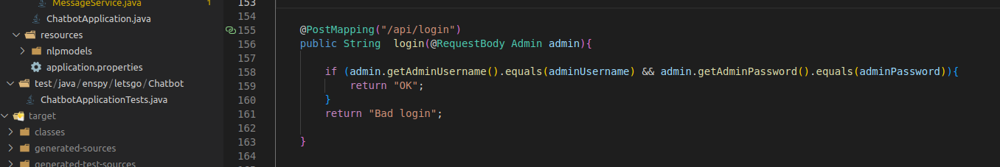 MessageService.java 1
ChatbotApplication.java
resources
nlpmodels
application.properties
test/java/enspy/letsgo/Chatbot
ChatbotApplicationTests.java
target
classes
generated-sources
generated-test-sources
153
154
155 @PostMapping("/api/login")
156 public String  login(@RequestBody Admin admin){
157
158 if (admin.getAdminUsername().equals(adminUsername) && admin.getAdminPassword().equals(adminPassword)){
159 return "OK";
160 }
161 return "Bad login";
162
163 }
164